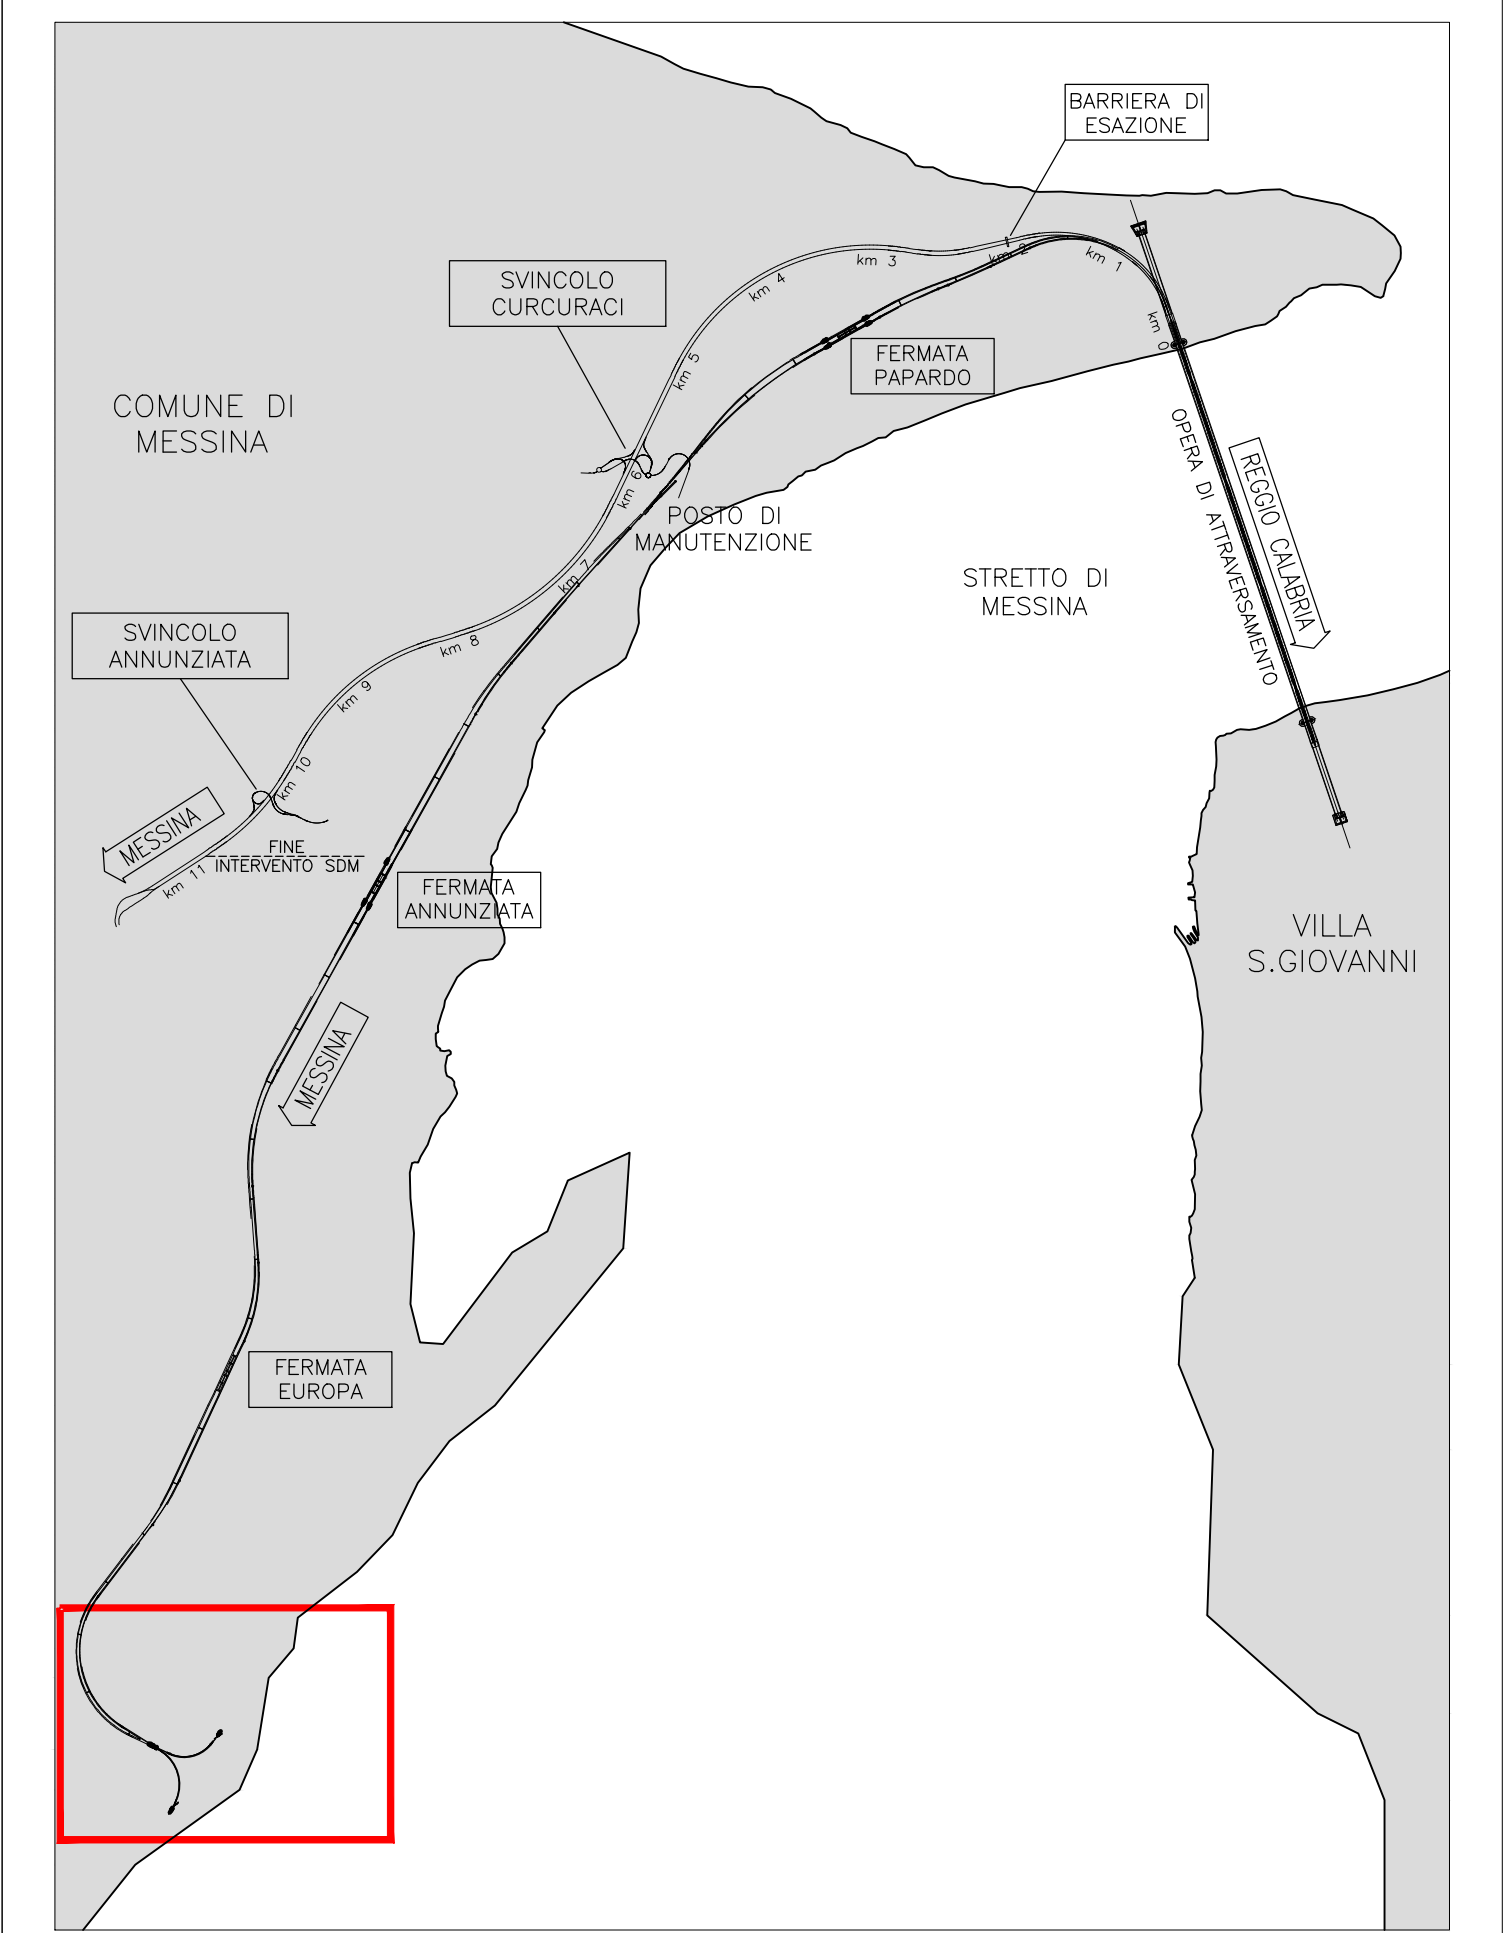 BARRIERA DI
ESAZIONE
SVINCOLO
CURCURACI
km 4
km 3
km 2
km 1
km 0
FERMATA
PAPARDO
km 5
COMUNE DI
MESSINA
km 6
POSTO DI
MANUTENZIONE
OPERA DI ATTRAVERSAMENTO
REGGIO CALABRIA
STRETTO DI
MESSINA
km 7
SVINCOLO
ANNUNZIATA
km 8
km 9
km 10
MESSINA
FINE
INTERVENTO SDM
km 11
FERMATA
ANNUNZIATA
VILLA
S.GIOVANNI
MESSINA
FERMATA
EUROPA